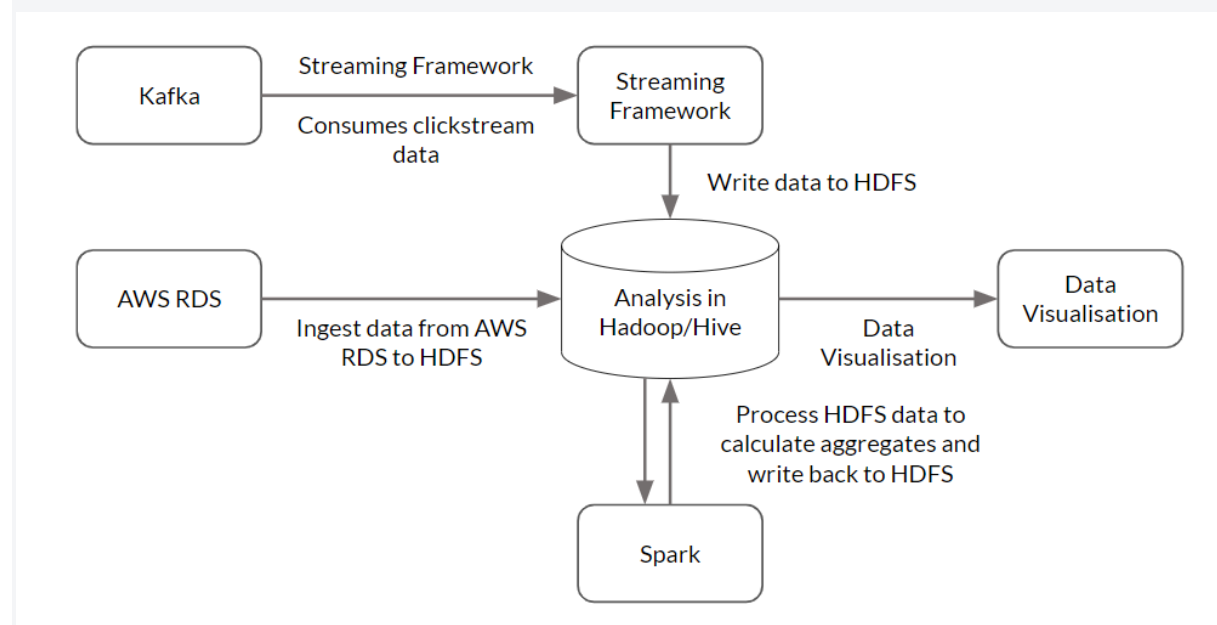 Kafka
Streaming Framework
Consumes clickstream
data
Streaming
Framework
Write data to HDFS
AWS RDS
Ingest data from AWS
RDS to HDFS
Analysis in
Hadoop/Hive
Data
Visualisation
Data
Visualisation
Process HDFS data to
calculate aggregates and
write back to HDFS
Spark